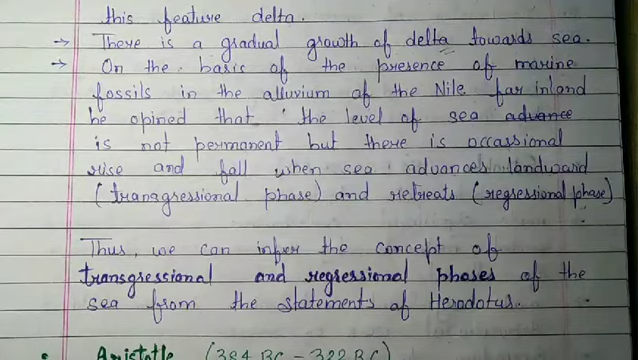 this feature delta.
→ There is a gradual growth of delta towards sea.
→ On the basis of the presence of marine
fossils in the alluvium of the Nile far inland
he opined that the level of sea advance
is not permanent but there is occassional
rise and fall when sea advances landward
(transgressional phase) and retreats (regressional phase)
Thus, we can infer the concept of
transgressional and regressional phases of the
sea from the statements of Herodotus.
Aristotle (384 BC - 322 BC)